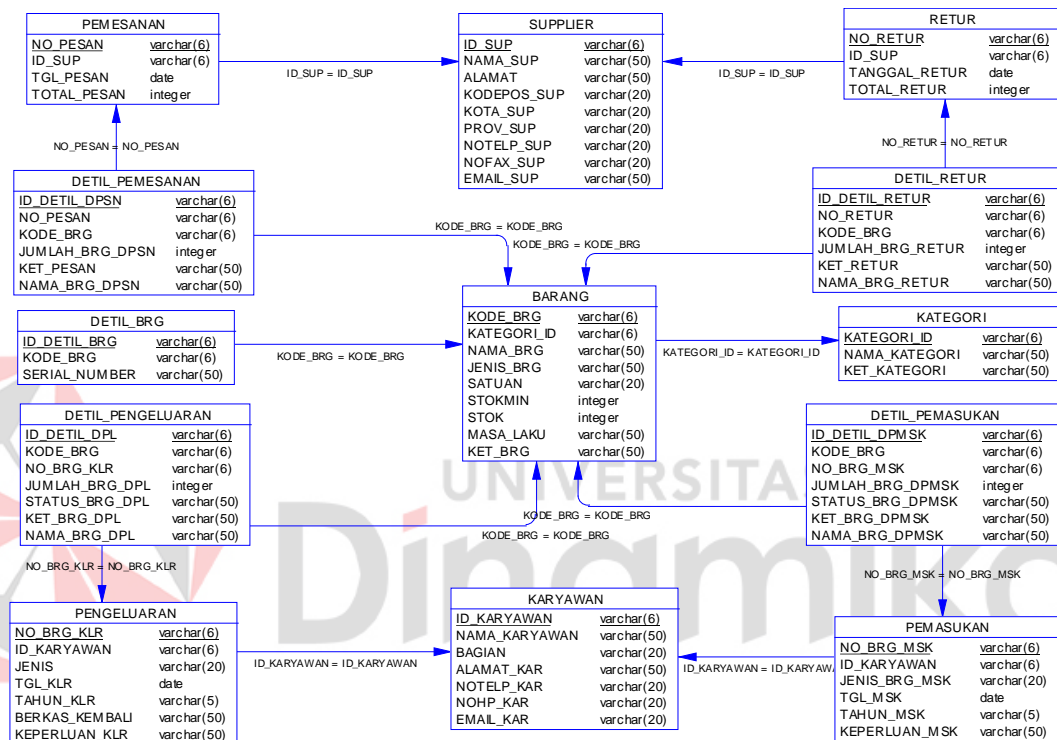 PEMESANAN
NO_PESAN varchar(6)
ID_SUP varchar(6)
TGL_PESAN date
TOTAL_PESAN integer
SUPPLIER
ID_SUP varchar(6)
NAMA_SUP varchar(50)
ALAMAT varchar(50)
KODEPOS_SUP varchar(20)
KOTA_SUP varchar(20)
PROV_SUP varchar(20)
NOTELP_SUP varchar(20)
NOFAX_SUP varchar(20)
EMAIL_SUP varchar(50)
RETUR
NO_RETUR varchar(6)
ID_SUP varchar(6)
TANGGAL_RETUR date
TOTAL_RETUR integer
ID_SUP = ID_SUP
ID_SUP = ID_SUP
NO_PESAN = NO_PESAN
NO_RETUR = NO_RETUR
DETIL_PEMESANAN
ID_DETIL_DPSN varchar(6)
NO_PESAN varchar(6)
KODE_BRG varchar(6)
JUMLAH_BRG_DPSN integer
KET_PESAN varchar(50)
NAMA_BRG_DPSN varchar(50)
KODE_BRG = KODE_BRG
KODE_BRG = KODE_BRG
DETIL_RETUR
ID_DETIL_RETUR varchar(6)
NO_RETUR varchar(6)
KODE_BRG varchar(6)
JUMLAH_BRG_RETUR integer
KET_RETUR varchar(50)
NAMA_BRG_RETUR varchar(50)
DETIL_BRG
ID_DETIL_BRG varchar(6)
KODE_BRG varchar(6)
SERIAL_NUMBER varchar(50)
KODE_BRG = KODE_BRG
BARANG
KODE_BRG varchar(6)
KATEGORI_ID varchar(6)
NAMA_BRG varchar(50)
JENIS_BRG varchar(50)
SATUAN varchar(20)
STOKMIN integer
STOK integer
MASA_LAKU varchar(50)
KET_BRG varchar(50)
KATEGORI_ID = KATEGORI_ID
KATEGORI
KATEGORI_ID varchar(6)
NAMA_KATEGORI varchar(50)
KET_KATEGORI varchar(50)
DETIL_PENGELUARAN
ID_DETIL_DPL varchar(6)
KODE_BRG varchar(6)
NO_BRG_KLR varchar(6)
JUMLAH_BRG_DPL integer
STATUS_BRG_DPL varchar(50)
KET_BRG_DPL varchar(50)
NAMA_BRG_DPL varchar(50)
UNIVERSITA
Dinamika
KODE_BRG = KODE_BRG
KODE_BRG = KODE_BRG
DETIL_PEMASUKAN
ID_DETIL_DPMSK varchar(6)
KODE_BRG varchar(6)
NO_BRG_MSK varchar(6)
JUMLAH_BRG_DPMSK integer
STATUS_BRG_DPMSK varchar(50)
KET_BRG_DPMSK varchar(50)
NAMA_BRG_DPMSK varchar(50)
NO_BRG_KLR = NO_BRG_KLR
NO_BRG_MSK = NO_BRG_MSK
PENGELUARAN
NO_BRG_KLR varchar(6)
ID_KARYAWAN varchar(6)
JENIS varchar(20)
TGL_KLR date
TAHUN_KLR varchar(5)
BERKAS_KEMBALI varchar(50)
KEPERLUAN_KLR varchar(50)
ID_KARYAWAN = ID_KARYAWAN
KARYAWAN
ID_KARYAWAN varchar(6)
NAMA_KARYAWAN varchar(50)
BAGIAN varchar(20)
ALAMAT_KAR varchar(50)
NOTELP_KAR varchar(20)
NOHP_KAR varchar(20)
EMAIL_KAR varchar(20)
ID_KARYAWAN = ID_KARYAWA
PEMASUKAN
NO_BRG_MSK varchar(6)
ID_KARYAWAN varchar(6)
JENIS_BRG_MSK varchar(20)
TGL_MSK date
TAHUN_MSK varchar(5)
KEPERLUAN_MSK varchar(50)